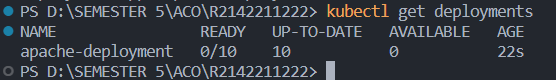 PS D:\SEMESTER 5\ACO\R2142211222> kubectl get deployments
NAME READY UP-TO-DATE AVAILABLE AGE
apache-deployment 0/10 10 0 22s
PS D:\SEMESTER 5\ACO\R2142211222>